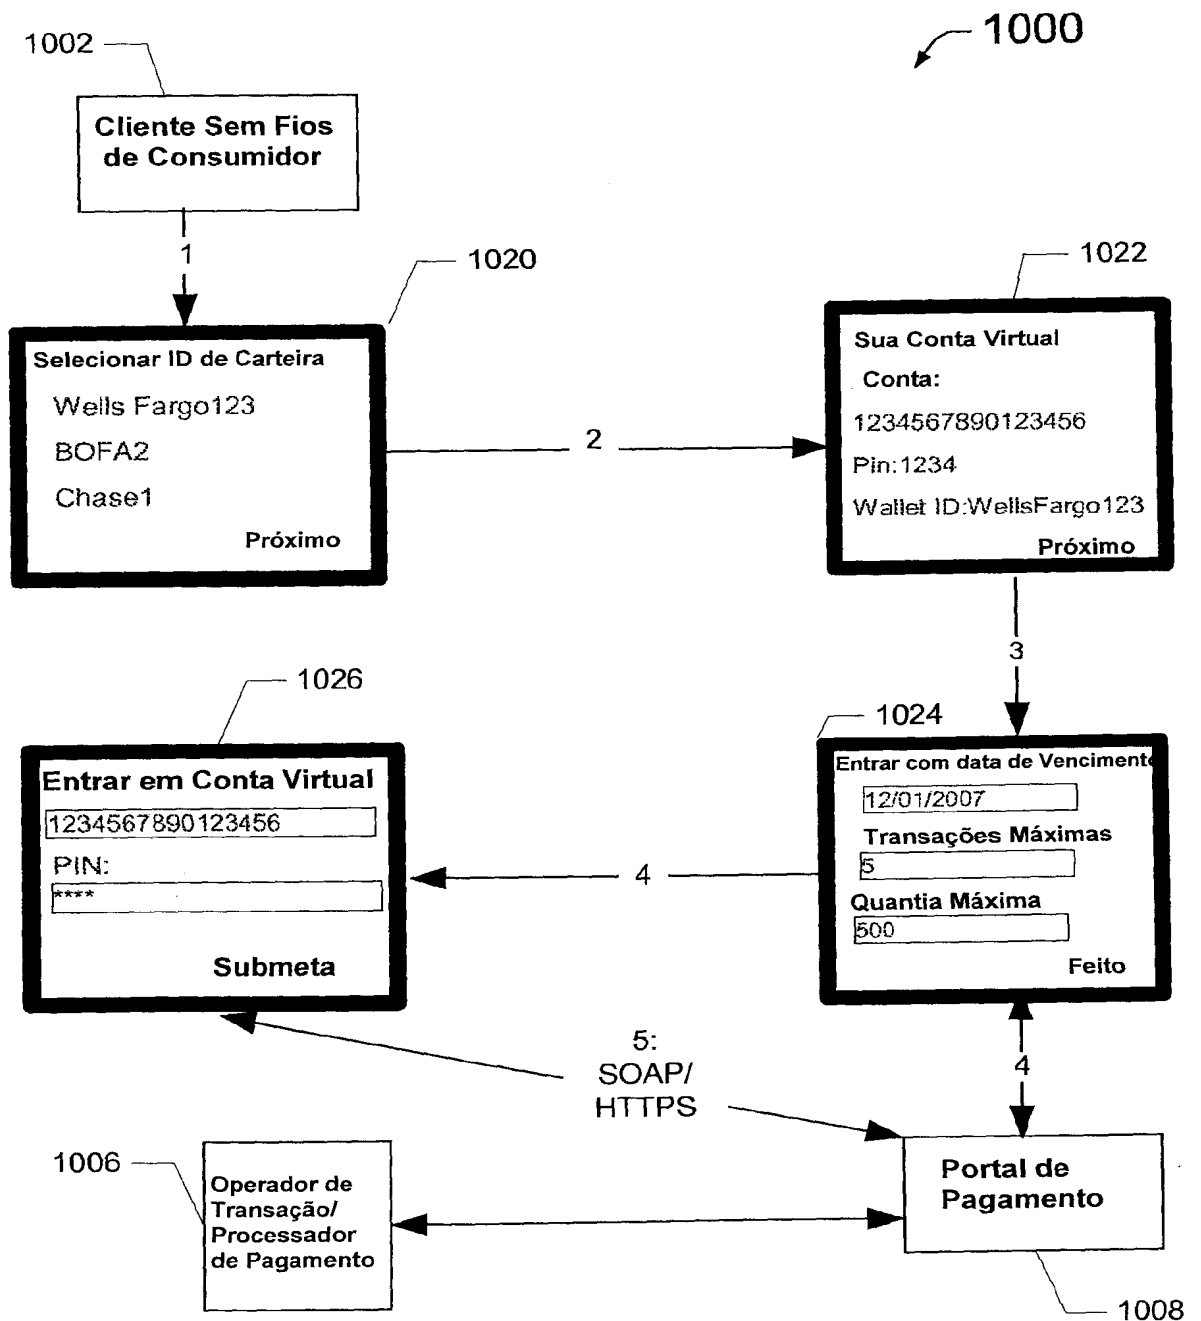 1000
1002
Cliente Sem Fios
de Consumidor
1
1020
Selecionar ID de Carteira
Wells Fargo123
BOFA2
Chase1
Próximo
2
1022
Sua Conta Virtual
Conta:
1234567890123456
Pin:1234
Wallet ID:WellsFargo123
Próximo
3
1024
Entrar com data de Vencimento
12/01/2007
Transações Máximas
5
Quantia Máxima
500
Feito
4
1026
Entrar em Conta Virtual
1234567890123456
PIN:
****
Submeta
5:
SOAP/
HTTPS
4
1006
Operador de
Transação/
Processador
de Pagamento
Portal de
Pagamento
1008